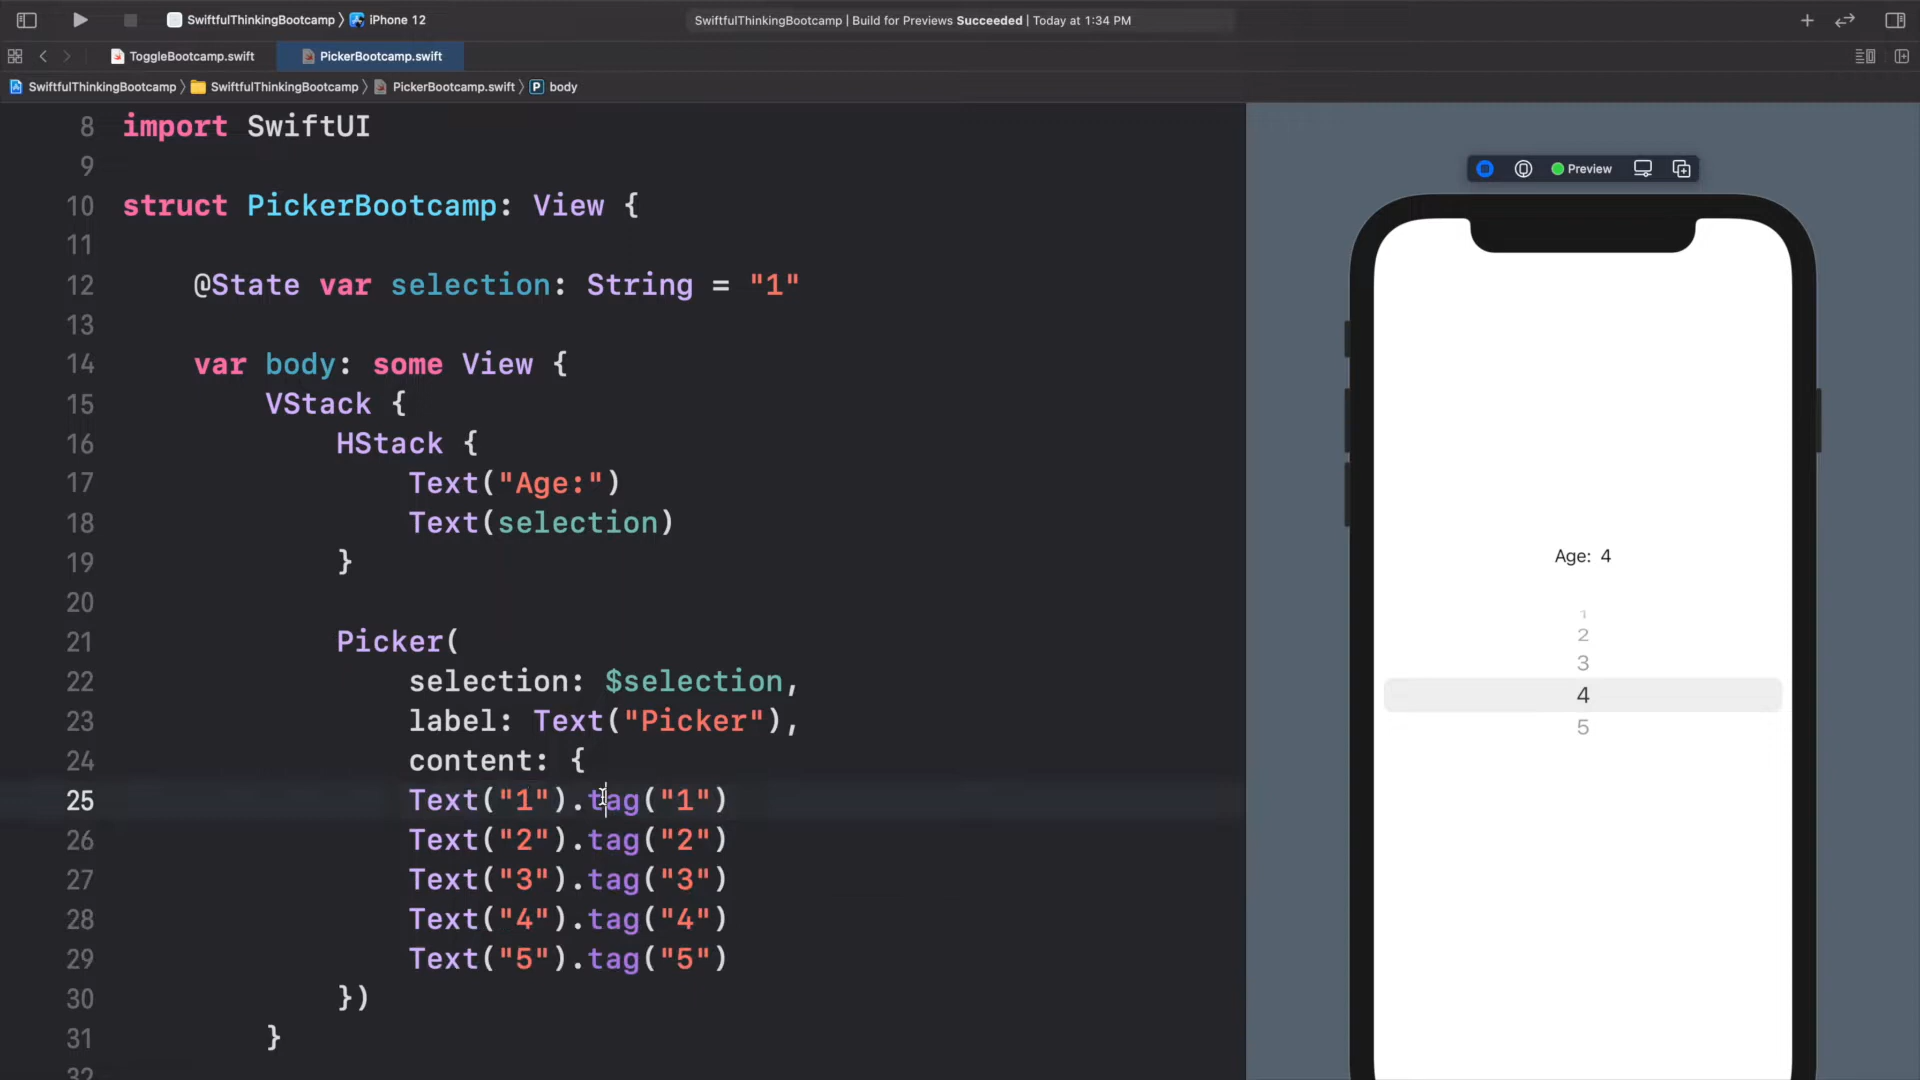 SwiftfulThinkingBootcamp 〉 iPhone 12
SwiftfulThinkingBootcamp | Build for Previews Succeeded | Today at 1:34 PM
ToggleBootcamp.swift
PickerBootcamp.swift
SwiftfulThinkingBootcamp 〉 SwiftfulThinkingBootcamp 〉 PickerBootcamp.swift 〉 P body
8 import SwiftUI
9
10 struct PickerBootcamp: View {
11
12 @State var selection: String = "1"
13
14 var body: some View {
15 VStack {
16 HStack {
17 Text("Age:")
18 Text(selection)
19 }
20
21 Picker(
22 selection: $selection,
23 label: Text("Picker"),
24 content: {
25 Text("1").tag("1")
26 Text("2").tag("2")
27 Text("3").tag("3")
28 Text("4").tag("4")
29 Text("5").tag("5")
30 })
31 }
32
Preview
Age: 4
1
2
3
4
5